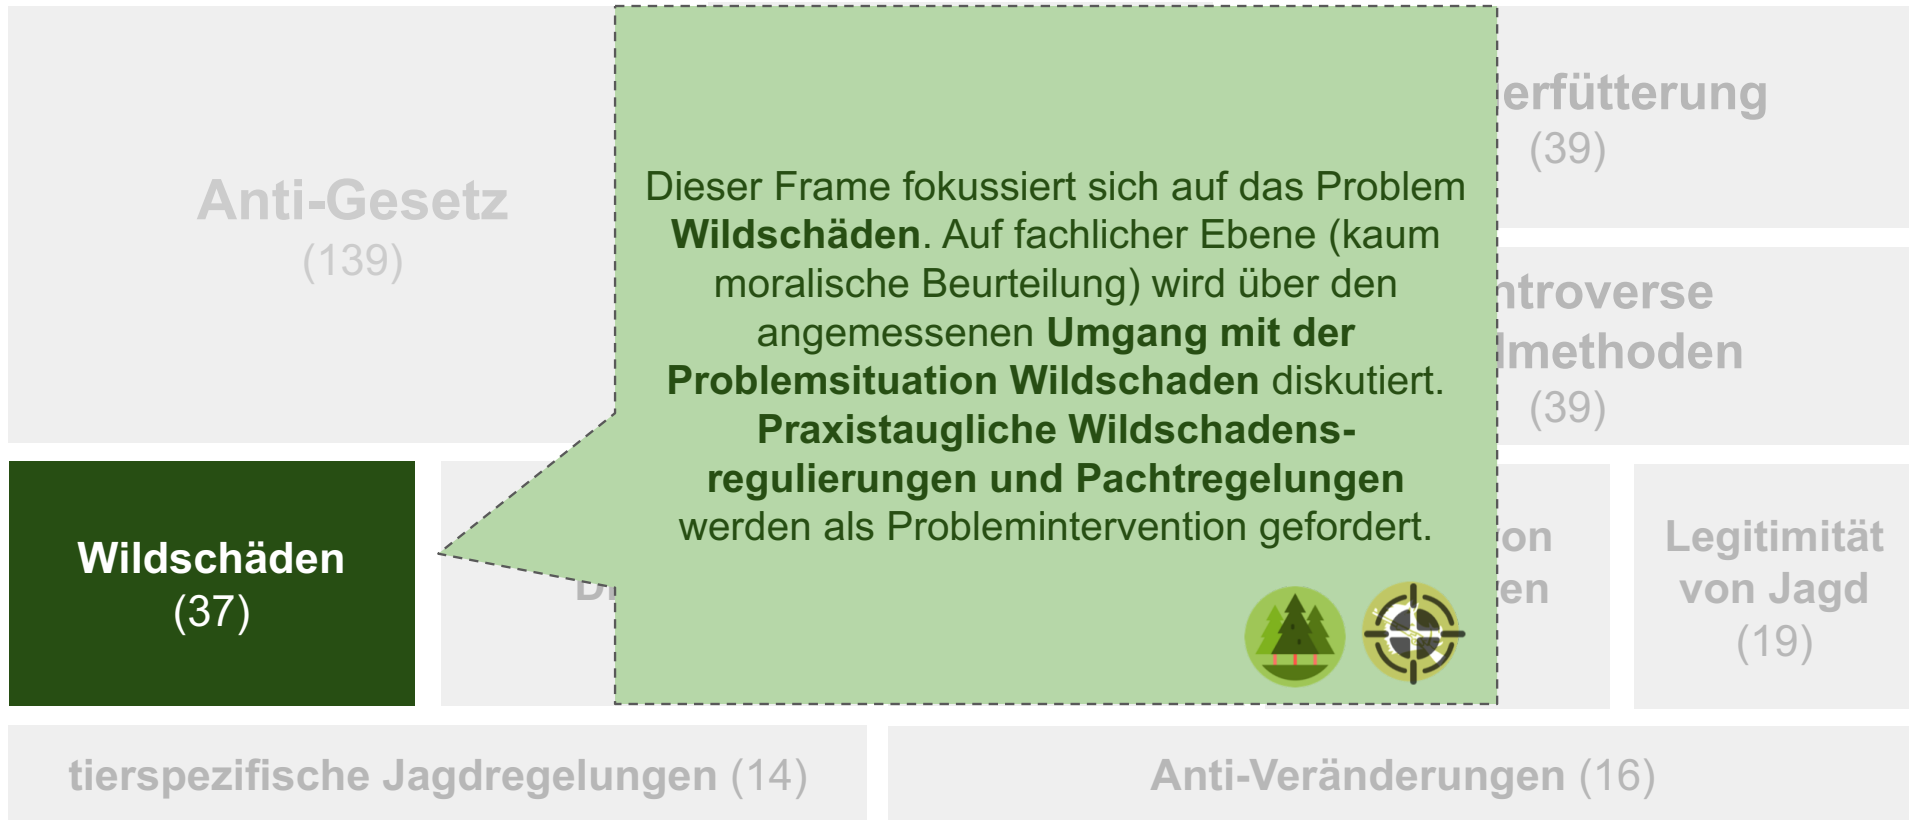 Anti-Gesetz
(139)
erfütterung
(39)
ntroverse
lmethoden
(39)
Dieser Frame fokussiert sich auf das Problem
Wildschäden. Auf fachlicher Ebene (kaum
moralische Beurteilung) wird über den
angemessenen Umgang mit der
Problemsituation Wildschaden diskutiert.
Praxistaugliche Wildschadens-
regulierungen und Pachtregelungen
werden als Problemintervention gefordert.
Wildschäden
(37)
on
en
Legitimität
von Jagd
(19)
tierspezifische Jagdregelungen (14)
Anti-Veränderungen (16)